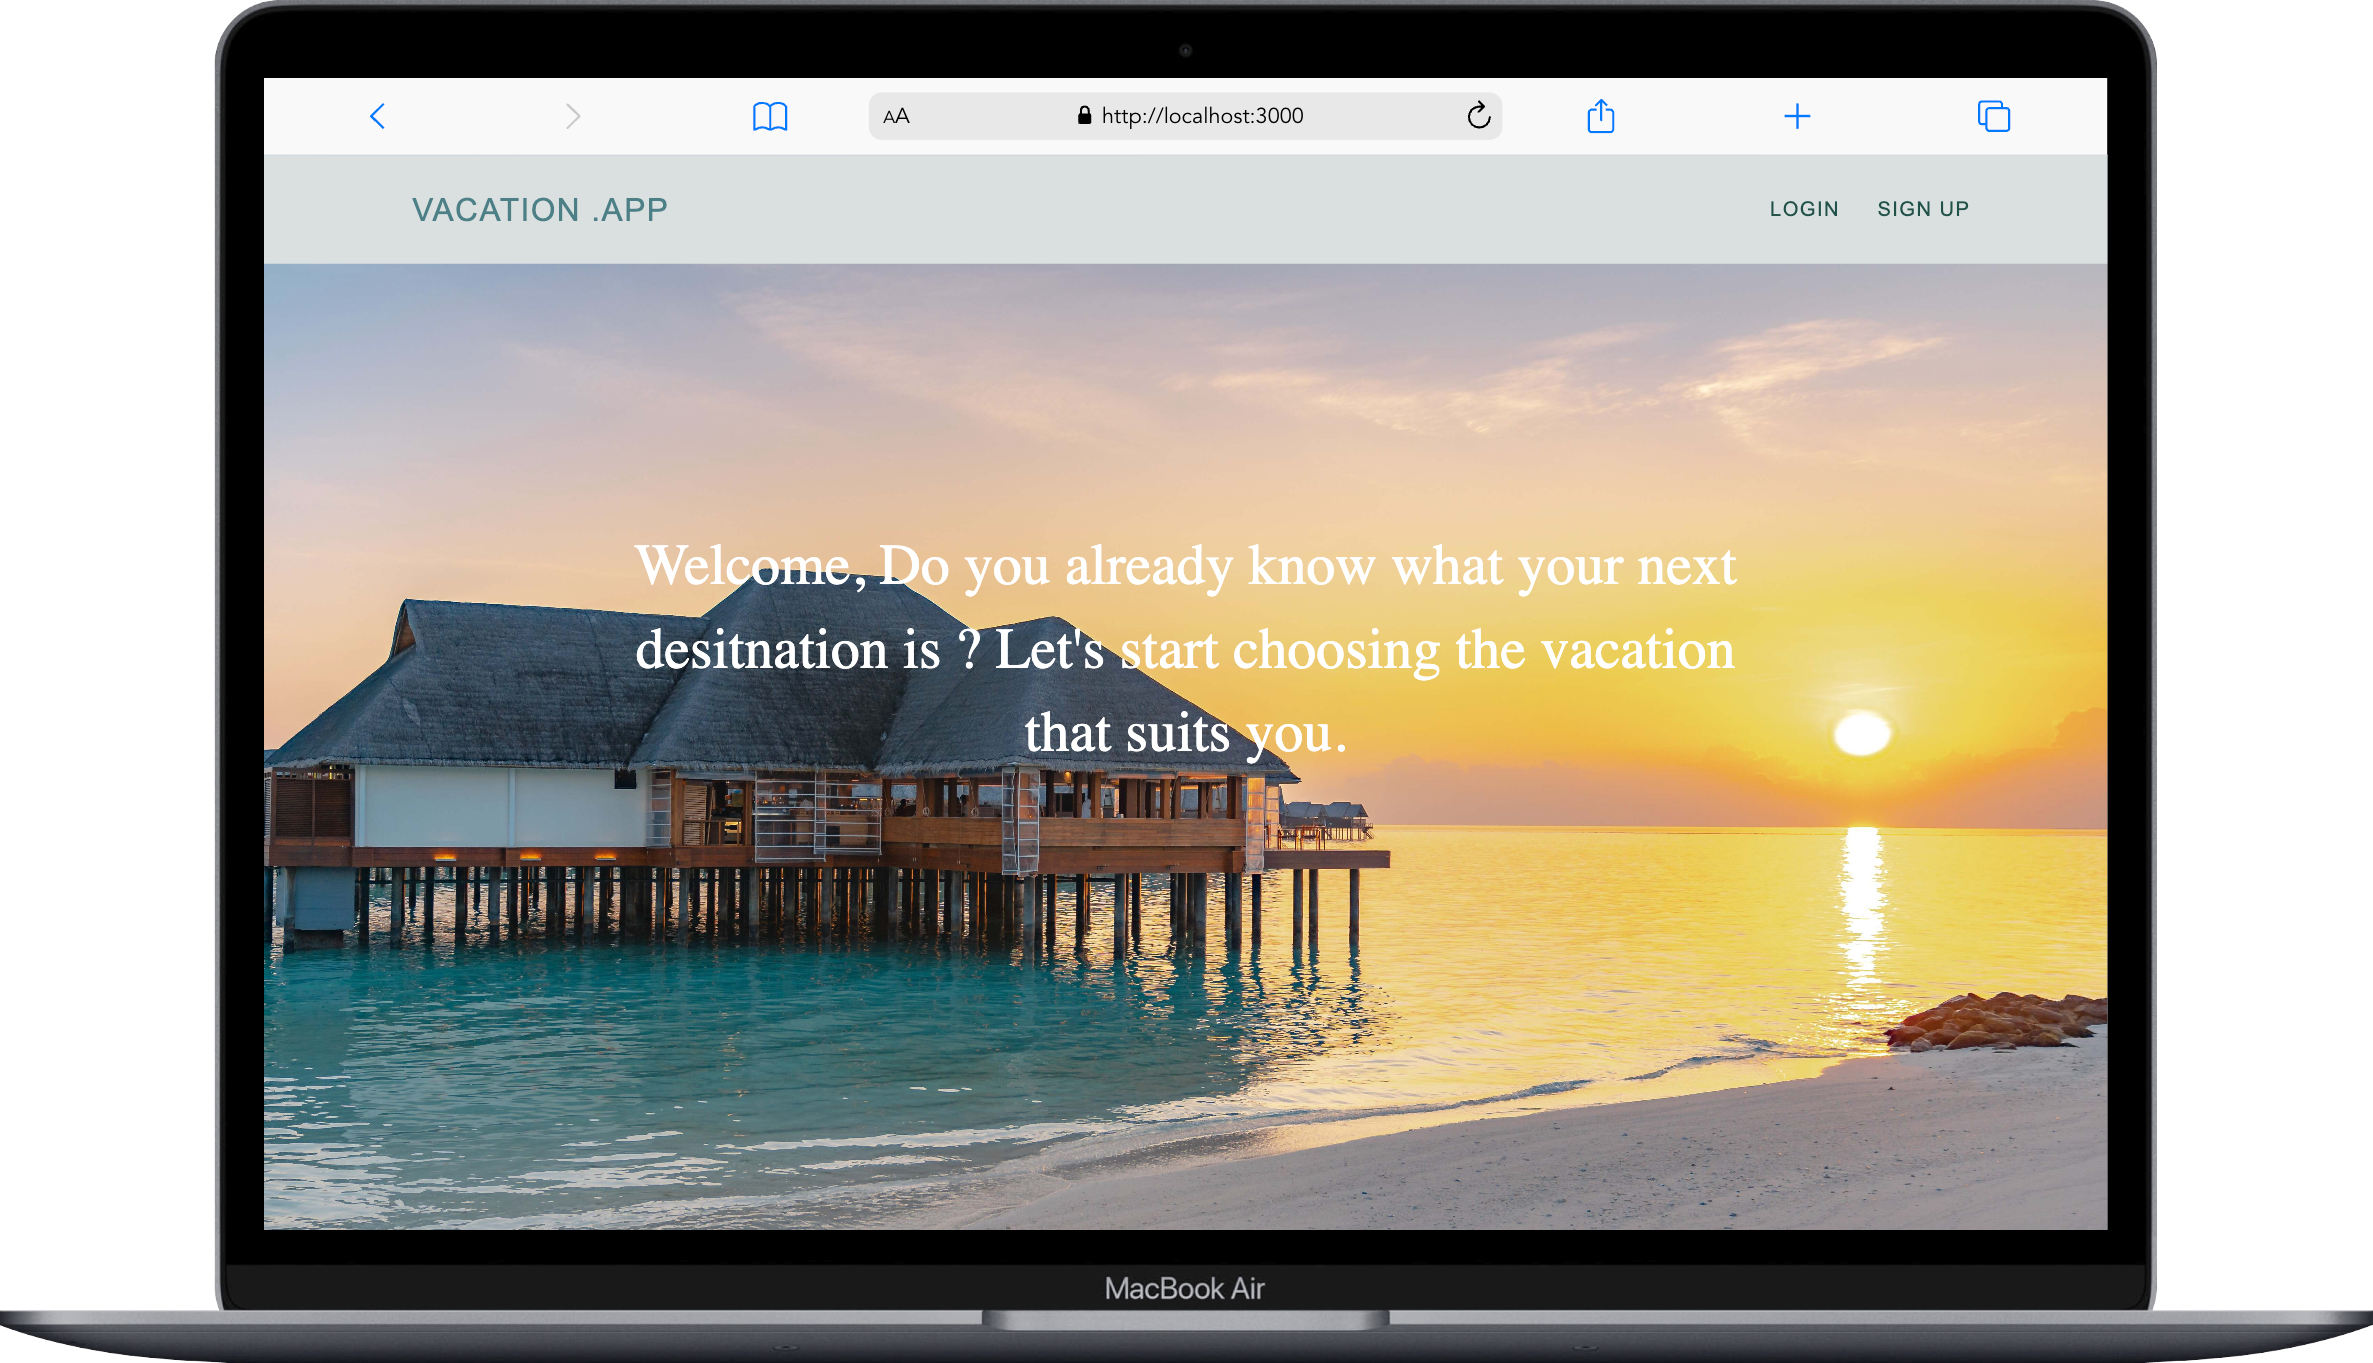 AA
http://localhost:3000
VACATION .APP
LOGIN SIGN UP
Welcome, Do you already know what your next
desitnation is ? Let's start choosing the vacation
that suits you.
MacBook Air